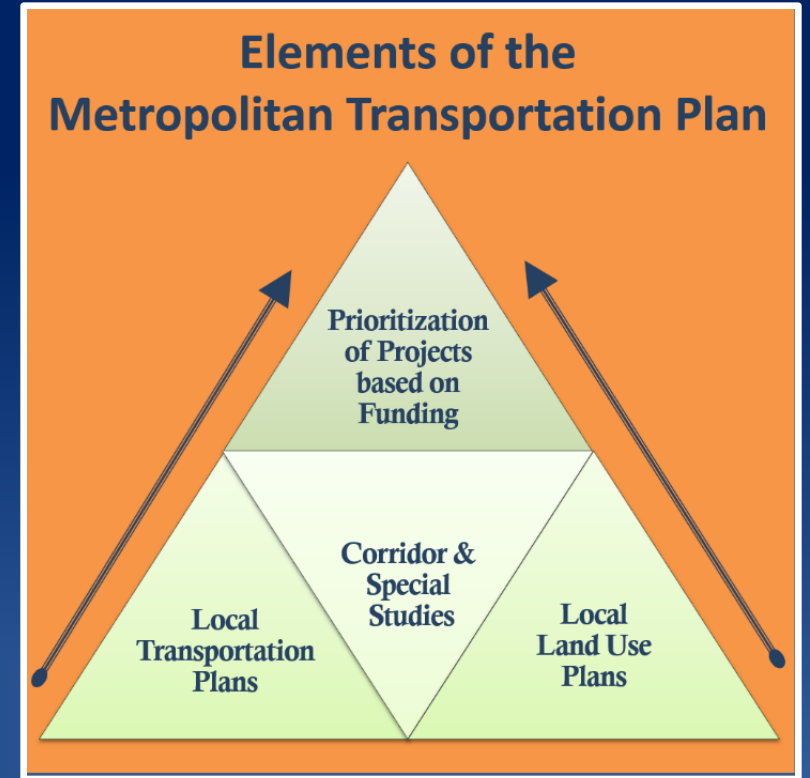 Elements of the
Metropolitan Transportation Plan
Prioritization
of Projects
based on
Funding
Corridor &
Special
Studies
Local
Transportation
Plans
Local
Land Use
Plans